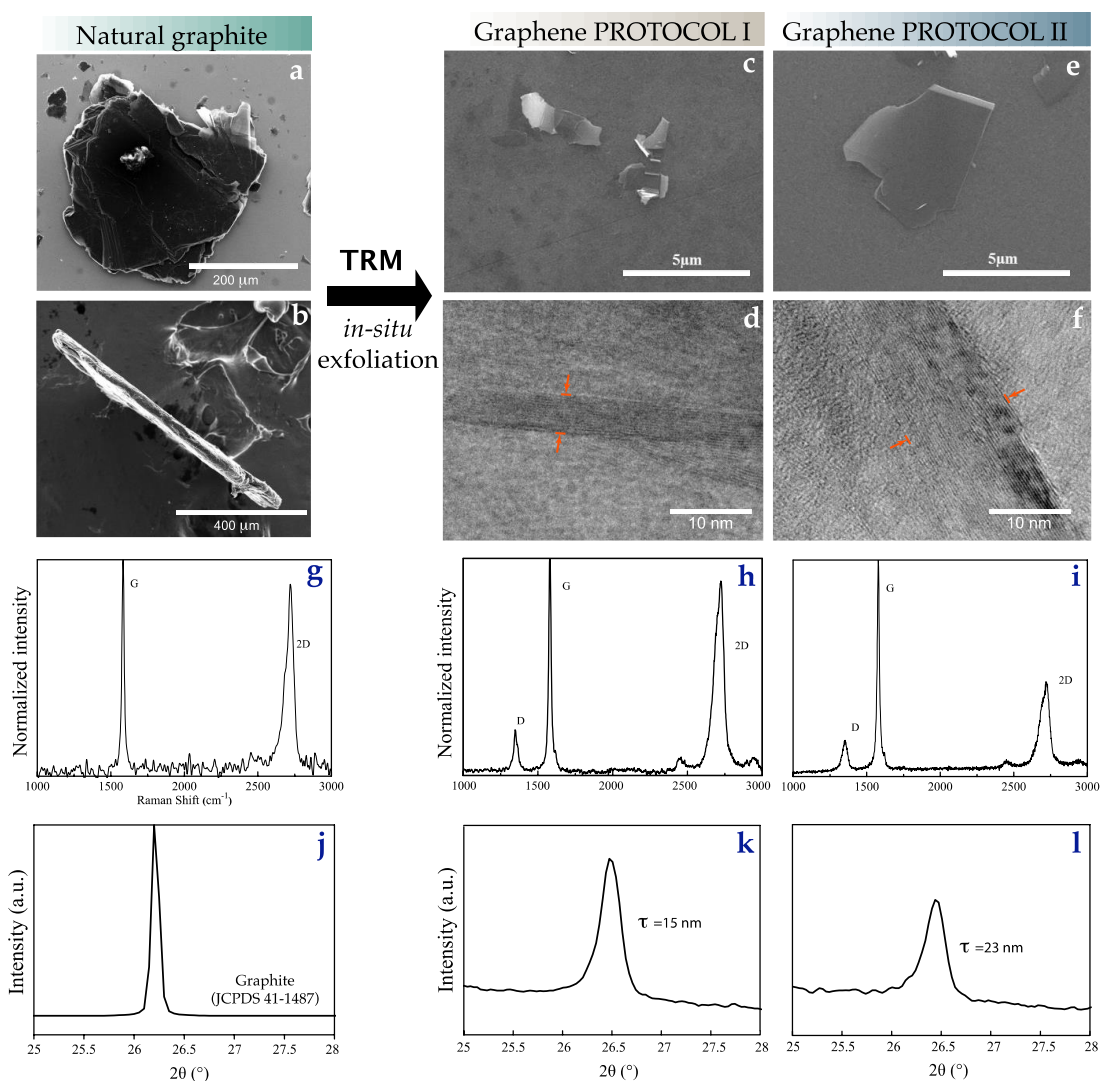 Natural graphite
Graphene PROTOCOL I
Graphene PROTOCOL II
a
200 µm
b
400 µm
TRM
in-situ
exfoliation
c
5µm
e
5µm
d
10 nm
f
10 nm
g
G
2D
Normalized intensity
1000 1500 2000 2500 3000
Raman Shift (cm⁻¹)
h
G
D
2D
Normalized intensity
1000 1500 2000 2500 3000
i
G
D
2D
1000 1500 2000 2500 3000
j
Graphite
(JCPDS 41-1487)
Intensity (a.u.)
25 25.5 26 26.5 27 27.5 28
2θ (°)
k
τ =15 nm
Intensity (a.u.)
25 25.5 26 26.5 27 27.5 28
2θ (°)
l
τ =23 nm
25 25.5 26 26.5 27 27.5 28
2θ (°)